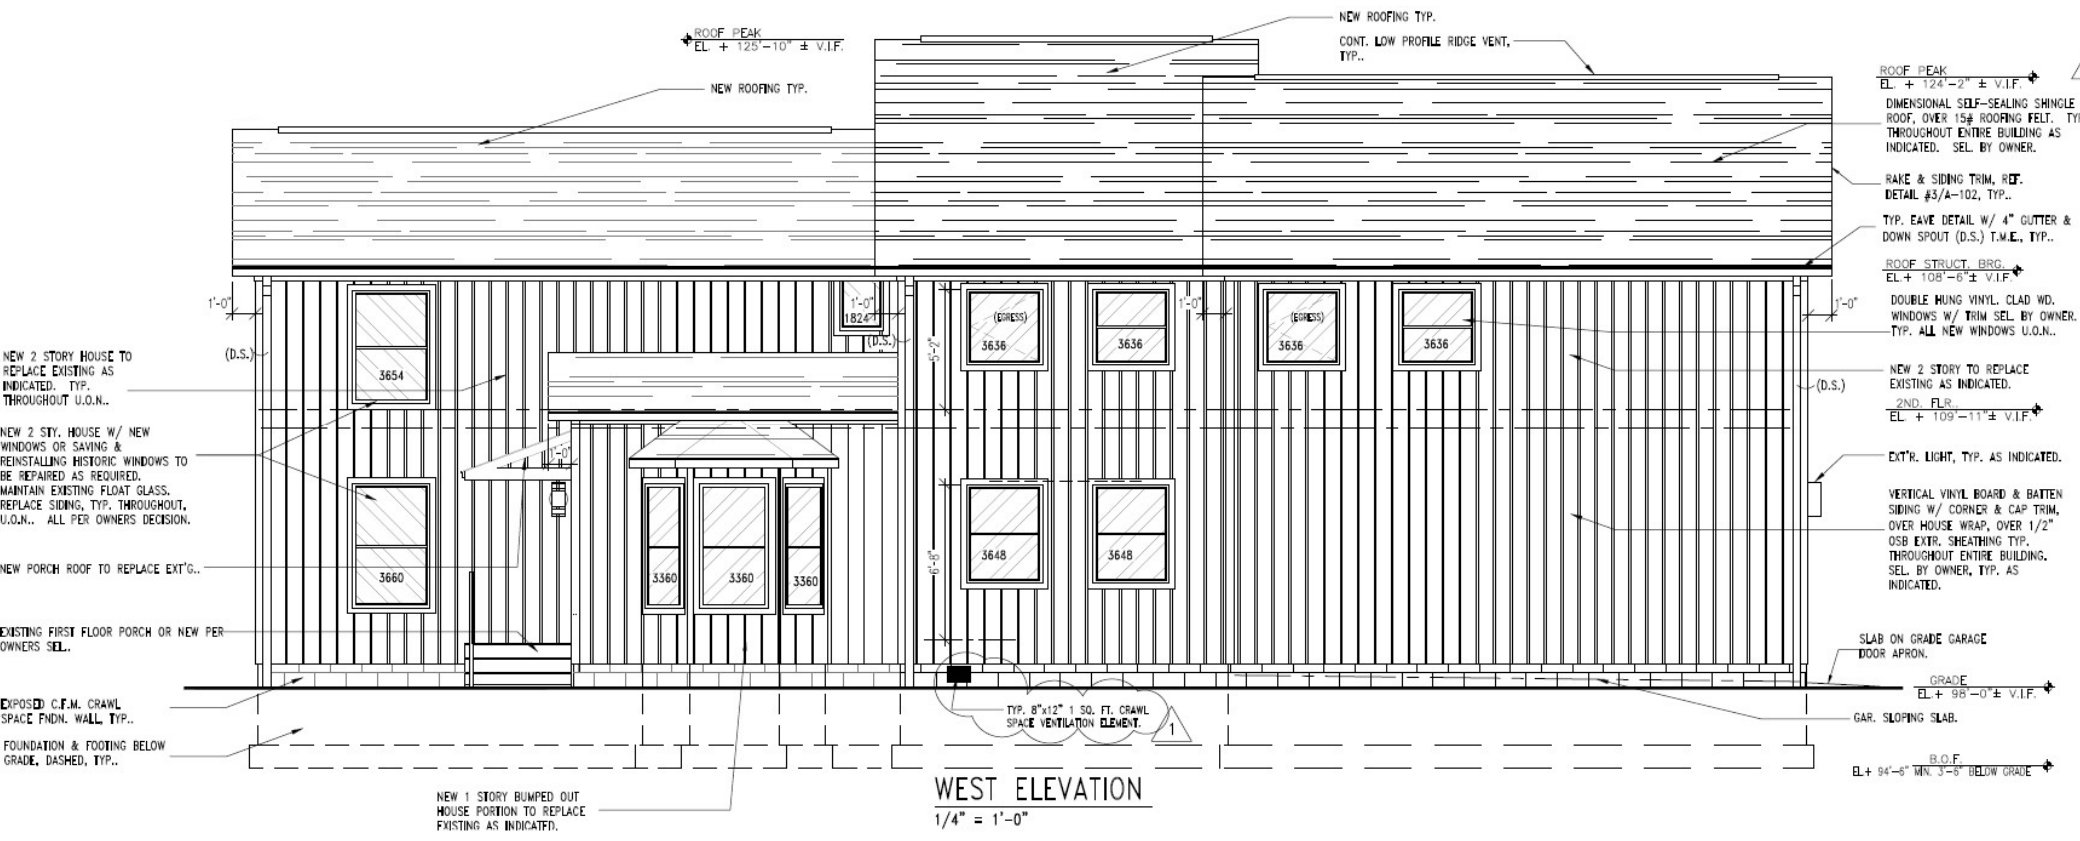 NEW ROOFING TYP.
ROOF PEAK
EL. + 125'-10" ± V.I.F.
CONT. LOW PROFILE RIDGE VENT,
TYP..
NEW ROOFING TYP.
ROOF PEAK
EL. + 124'-2" ± V.I.F.
DIMENSIONAL SELF-SEALING SHINGLE
ROOF, OVER 15# ROOFING FELT.
THROUGHOUT ENTIRE BUILDING AS
INDICATED. SEL. BY OWNER.
RAKE & SIDING TRIM, REF.
DETAIL #3/A-102, TYP..
TYP. EAVE DETAIL W/ 4" GUTTER &
DOWN SPOUT (D.S.) T.M.E., TYP..
ROOF STRUCT. BRG.
EL.+ 108'-6"± V.I.F.
DOUBLE HUNG VINYL. CLAD WD.
WINDOWS W/ TRIM SEL. BY OWNER.
TYP. ALL NEW WINDOWS U.O.N..
NEW 2 STORY TO REPLACE
EXISTING AS INDICATED.
(D.S.)
2ND. FLR..
EL. + 109'-11"± V.I.F.
EXT'R. LIGHT, TYP. AS INDICATED.
VERTICAL VINYL BOARD & BATTEN
SIDING W/ CORNER & CAP TRIM,
OVER HOUSE WRAP, OVER 1/2"
OSB EXTR. SHEATHING TYP.
THROUGHOUT ENTIRE BUILDING.
SEL. BY OWNER, TYP. AS
INDICATED.
SLAB ON GRADE GARAGE
DOOR APRON.
GRADE
EL.+ 98'-0"± V.I.F.
GAR. SLOPING SLAB.
B.O.F.
EL+ 94'-6" MIN. 3'-6" BELOW GRADE
1'-0"
1'-0"
1'-0"
1'-0"
1824
(D.S.)
(D.S.)
(EGRESS)
3636
3636
(EGRESS)
3636
3636
5'-2"
3654
1'-0"
6'-8"
3660
3360
3360
3360
3648
3648
NEW 2 STORY HOUSE TO
REPLACE EXISTING AS
INDICATED. TYP.
THROUGHOUT U.O.N..
NEW 2 STY. HOUSE W/ NEW
WINDOWS OR SAVING &
REINSTALLING HISTORIC WINDOWS TO
BE REPAIRED AS REQUIRED.
MAINTAIN EXISTING FLOAT GLASS.
REPLACE SIDING, TYP. THROUGHOUT,
U.O.N.. ALL PER OWNERS DECISION.
NEW PORCH ROOF TO REPLACE EXT'G..
EXISTING FIRST FLOOR PORCH OR NEW PER
OWNERS SEL..
EXPOSED C.F.M. CRAWL
SPACE FNDN. WALL, TYP..
FOUNDATION & FOOTING BELOW
GRADE, DASHED, TYP..
NEW 1 STORY BUMPED OUT
HOUSE PORTION TO REPLACE
EXISTING AS INDICATED.
TYP. 8"x12" 1 SQ. FT. CRAWL
SPACE VENTILATION ELEMENT.
1
WEST ELEVATION
1/4" = 1'-0"